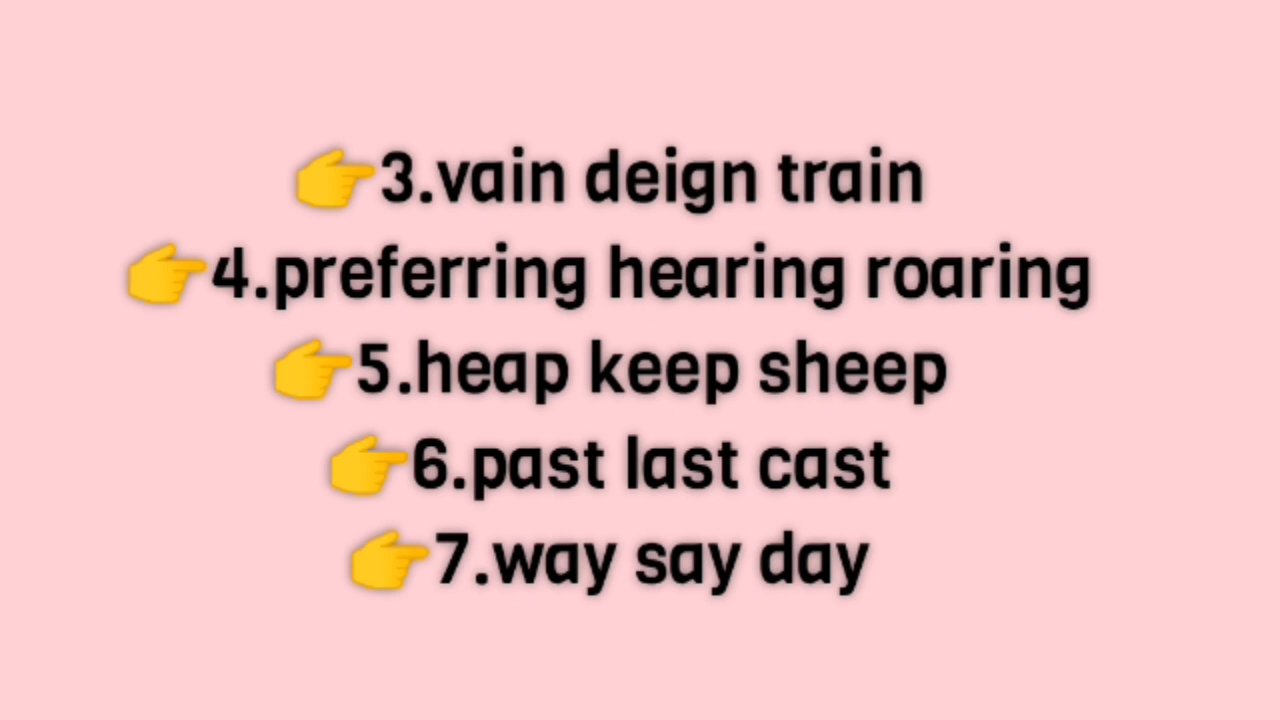 👉3.vain deign train
👉4.preferring hearing roaring
👉5.heap keep sheep
👉6.past last cast
👉7.way say day